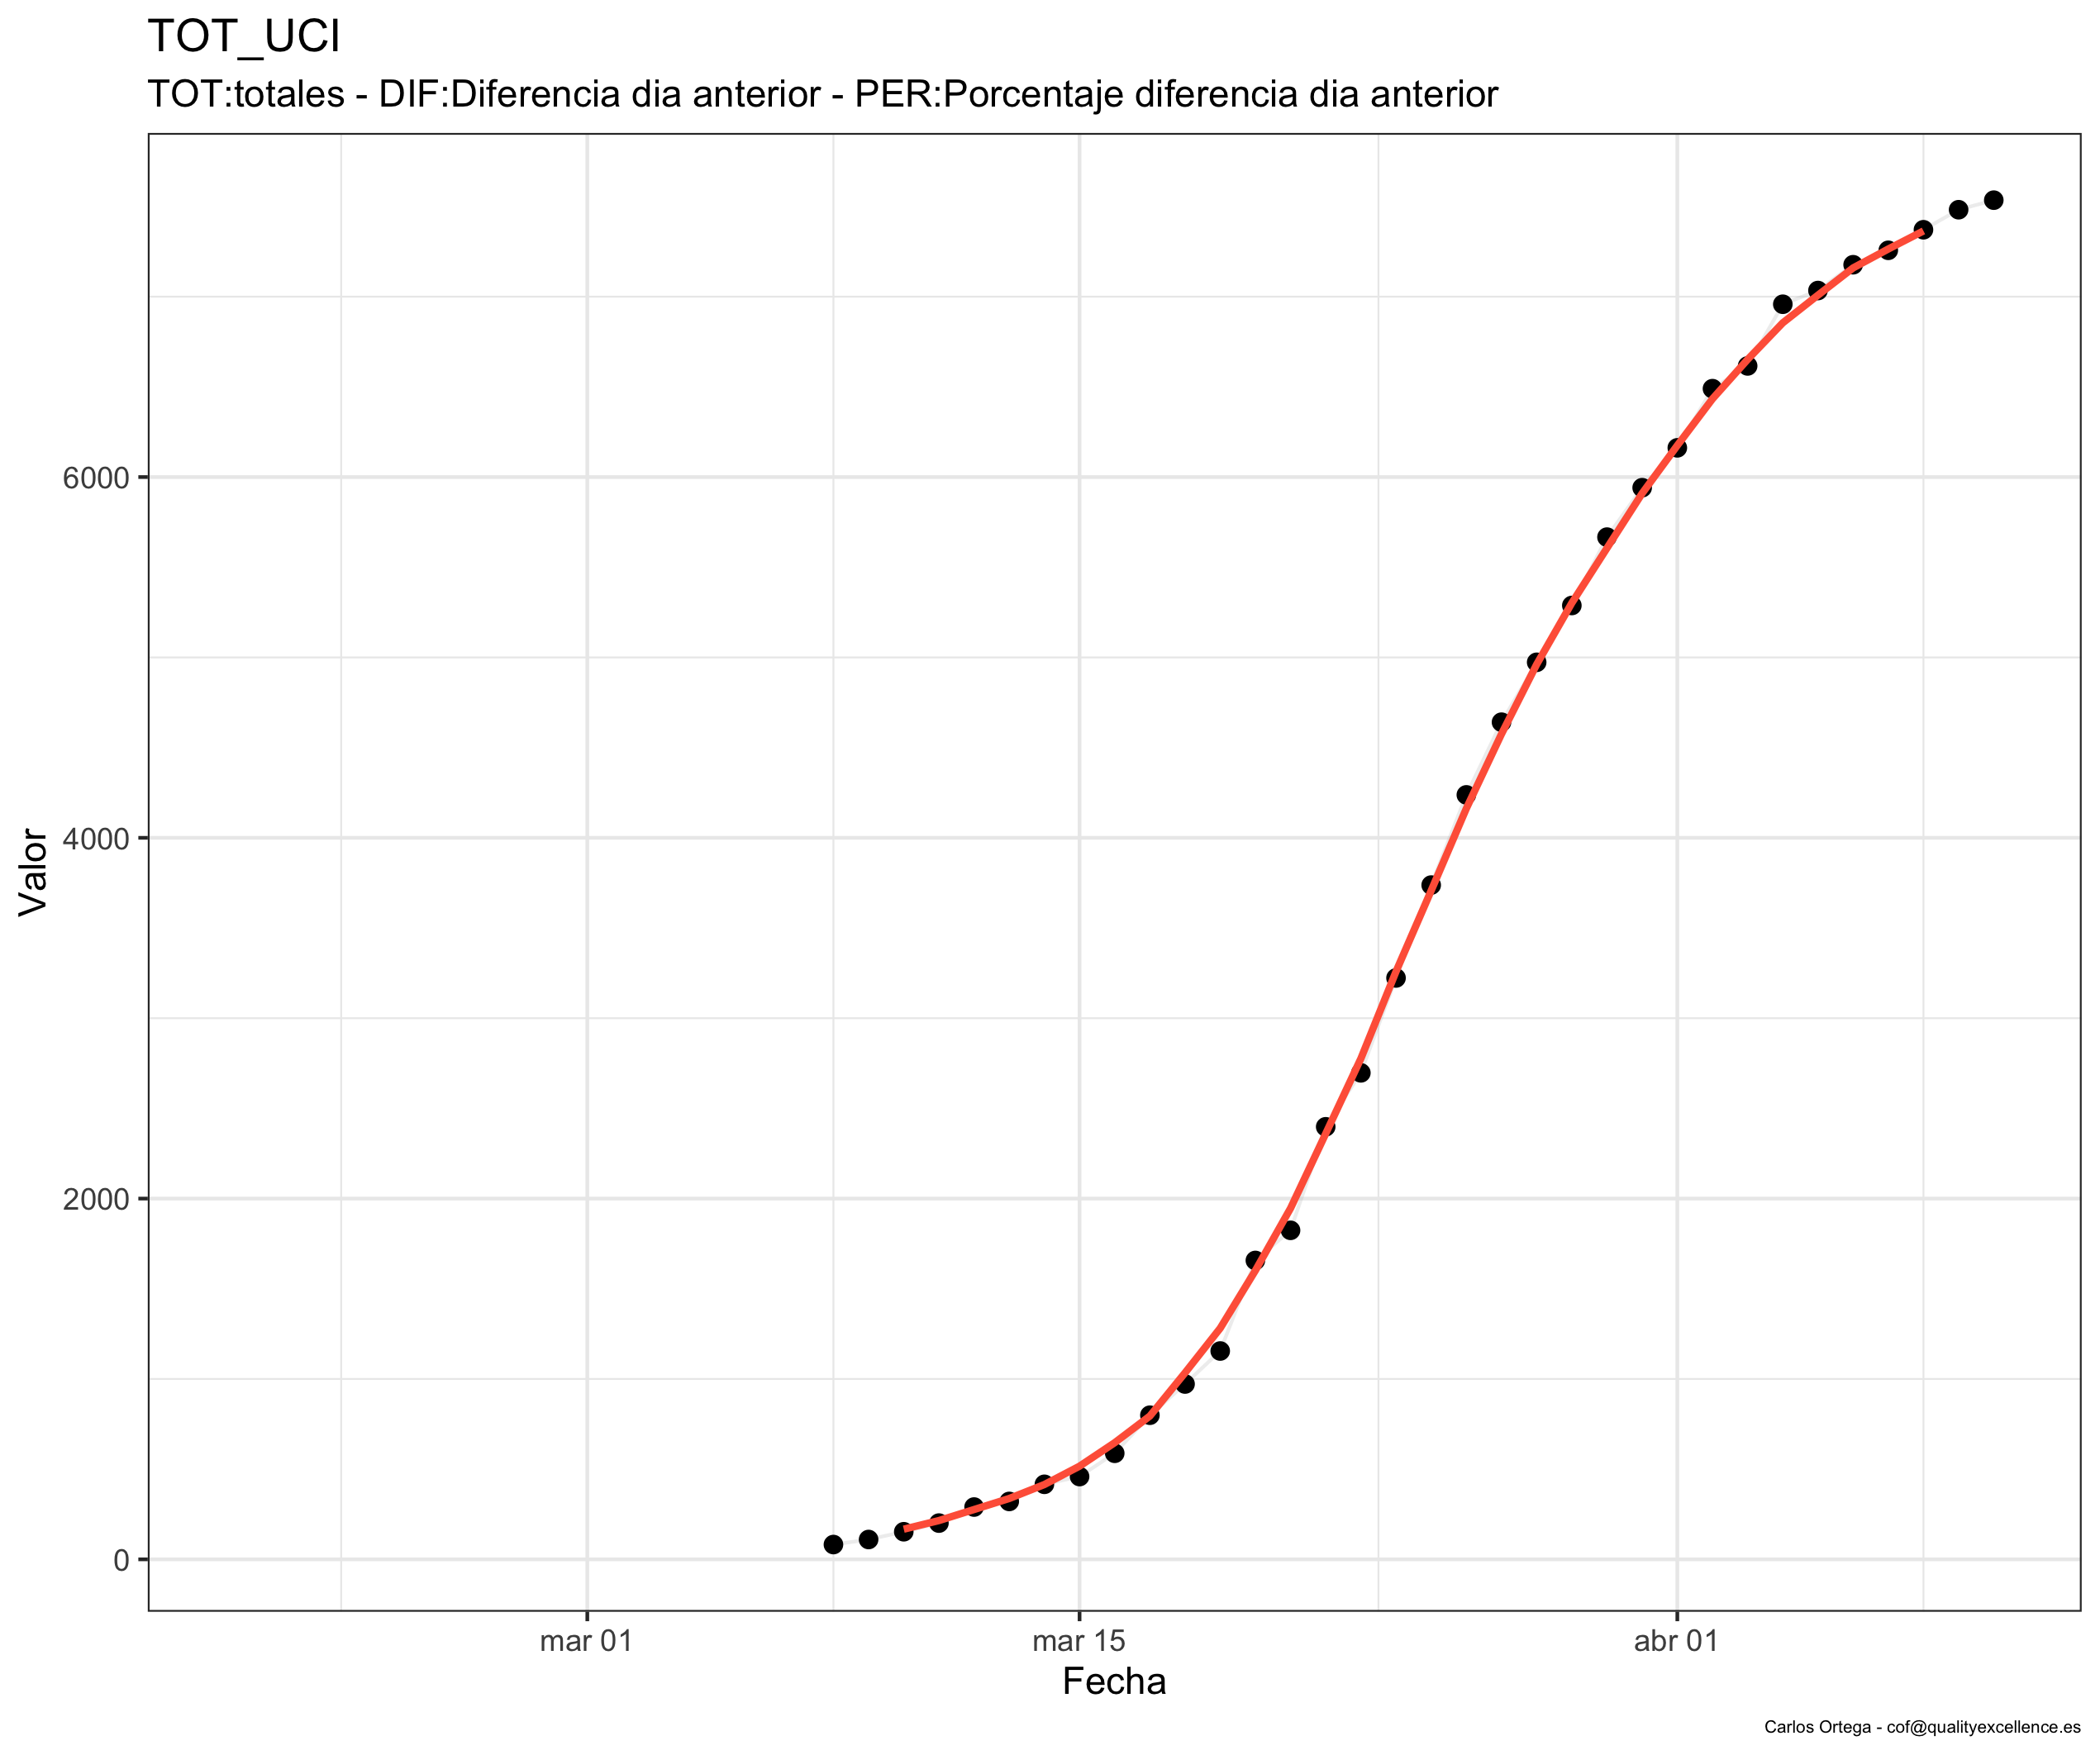 TOT_UCI
TOT:totales - DIF:Diferencia dia anterior - PER:Porcentaje diferencia dia anterior
Valor
6000
4000
2000
0
mar 01
mar 15
abr 01
Fecha
Carlos Ortega - cof@qualityexcellence.es